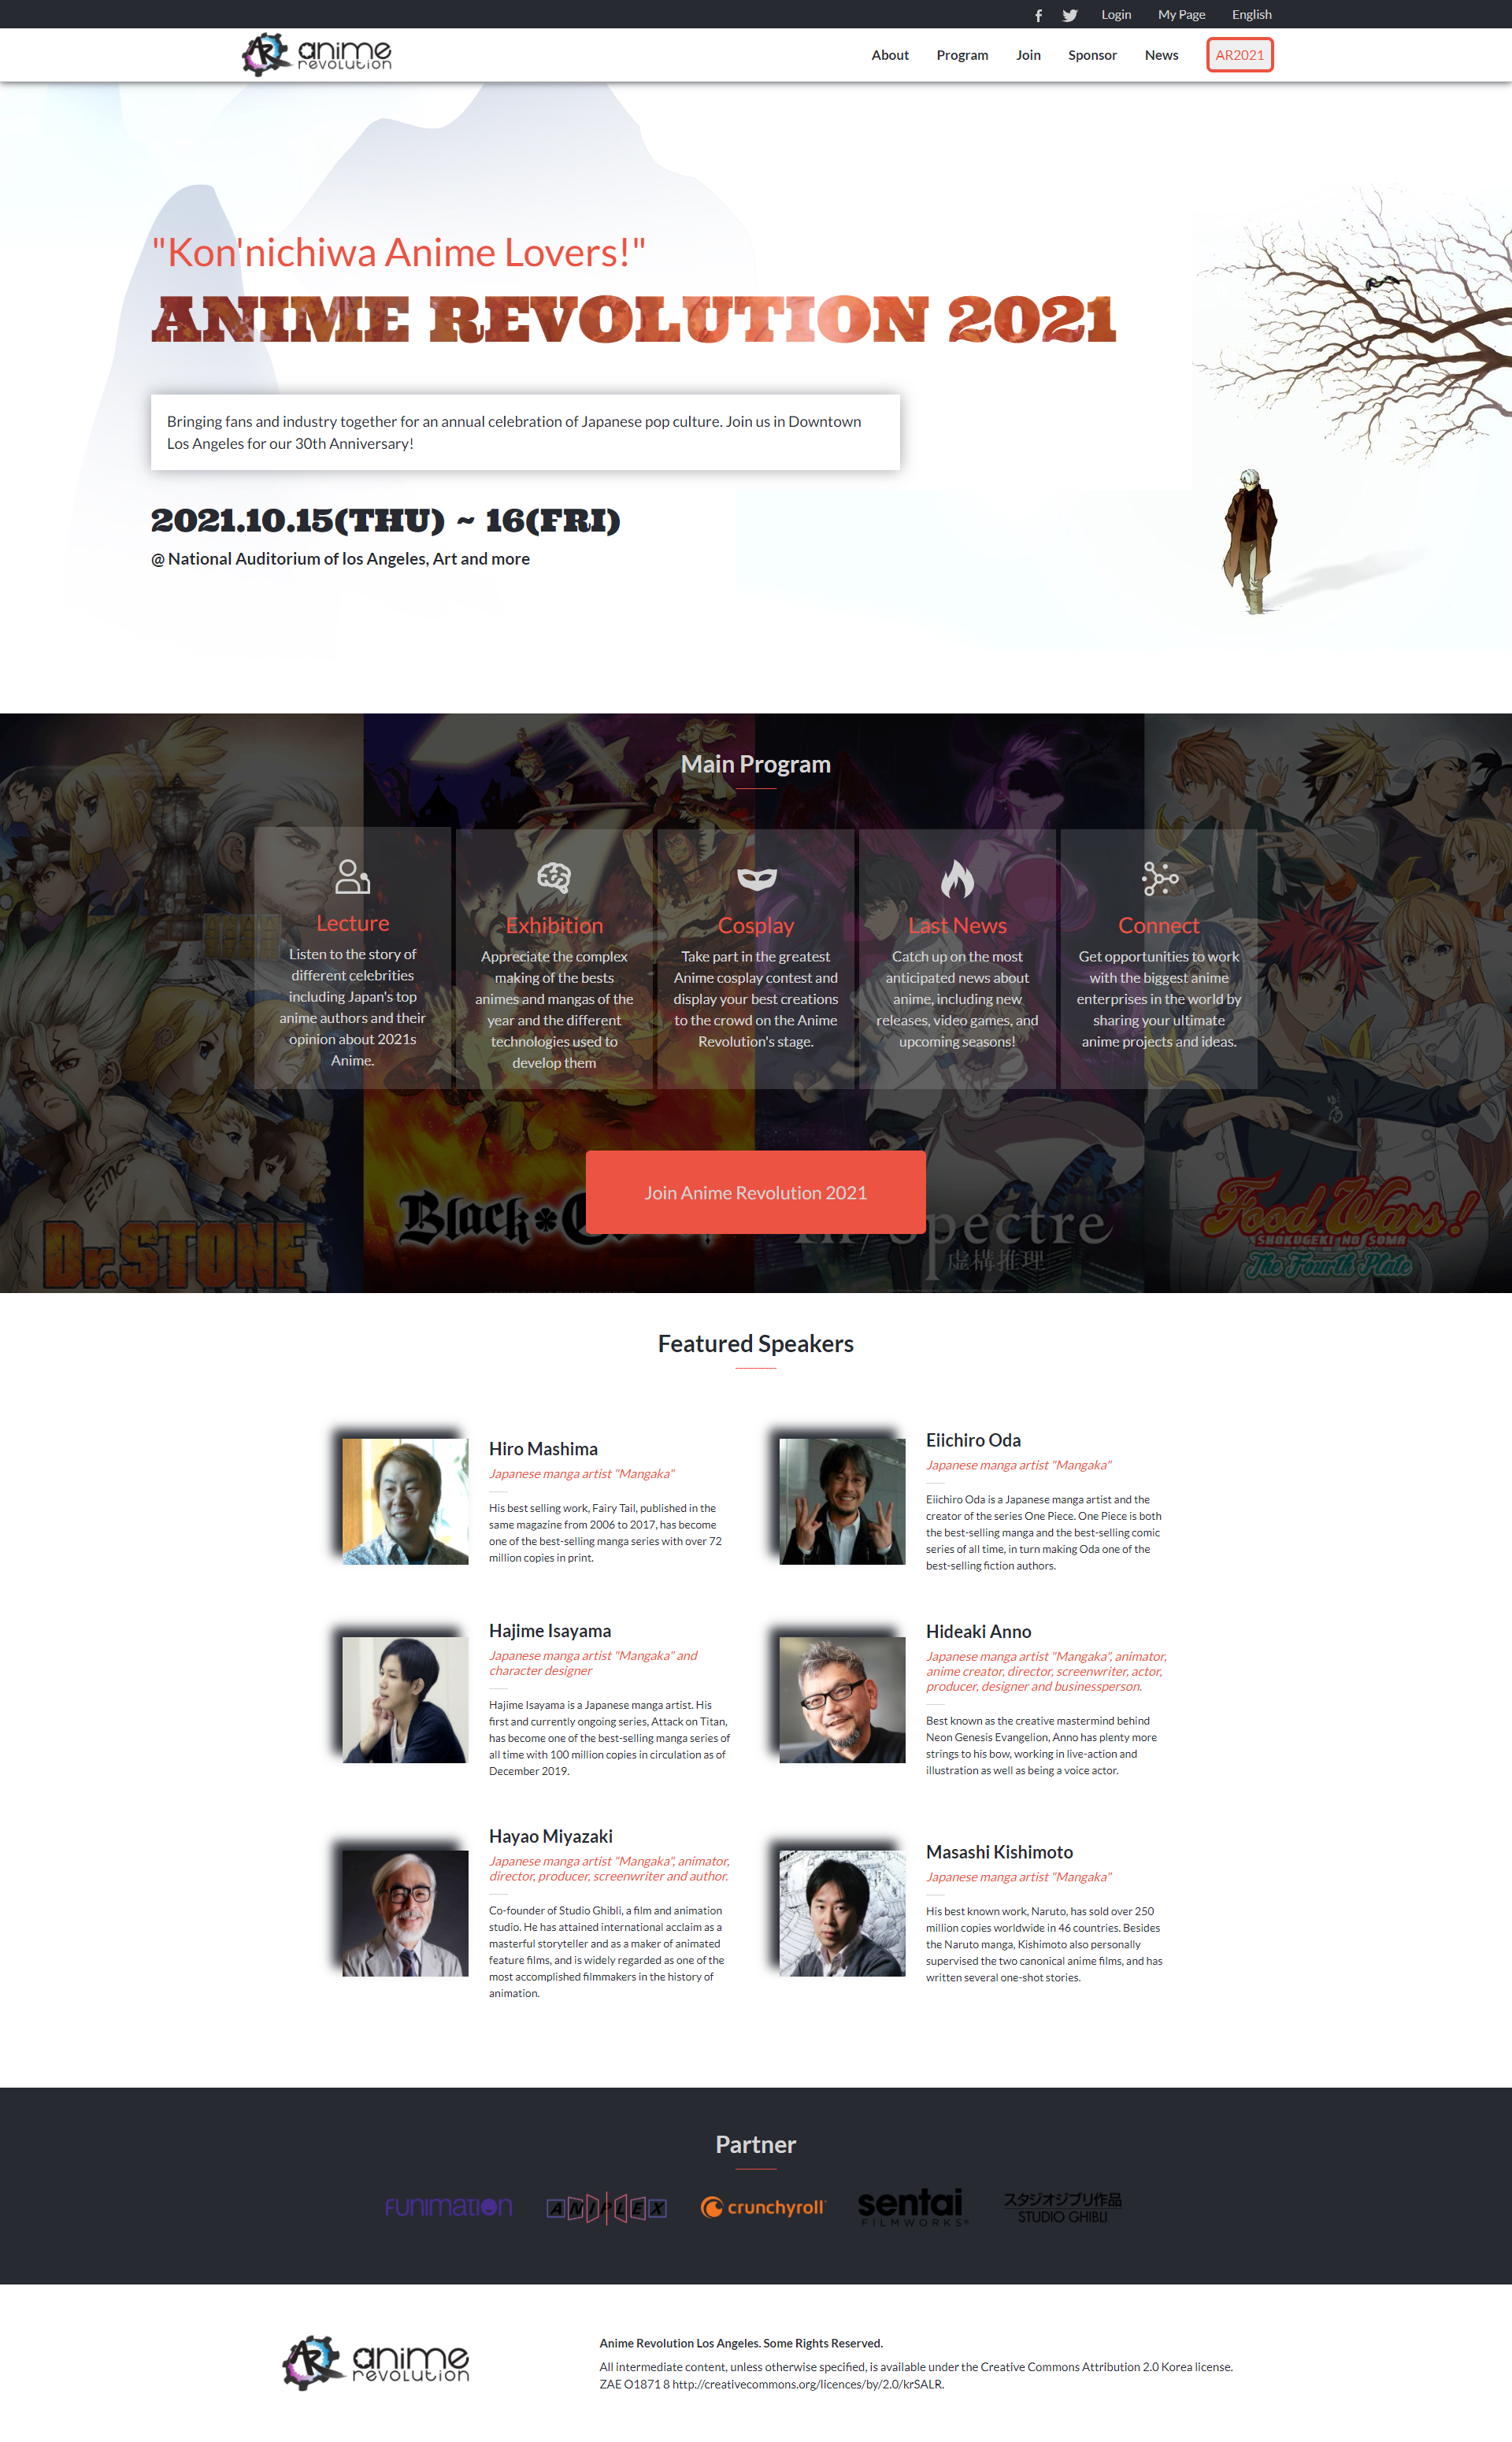 Login My Page English
anime
revolution
About Program Join Sponsor News AR2021
"Kon'nichiwa Anime Lovers!"
ANIME REVOLUTION 2021
Bringing fans and industry together for an annual celebration of Japanese pop culture. Join us in Downtown
Los Angeles for our 30th Anniversary!
2021.10.15(THU) ~ 16(FRI)
@ National Auditorium of los Angeles, Art and more
Main Program
Lecture
Listen to the story of
different celebrities
including Japan's top
anime authors and their
opinion about 2021s
Anime.
Exhibition
Appreciate the complex
making of the bests
animes and mangas of the
year and the different
technologies used to
develop them
Cosplay
Take part in the greatest
Anime cosplay contest and
display your best creations
to the crowd on the Anime
Revolution's stage.
Last News
Catch up on the most
anticipated news about
anime, including new
releases, video games, and
upcoming seasons!
Connect
Get opportunities to work
with the biggest anime
enterprises in the world by
sharing your ultimate
anime projects and ideas.
Join Anime Revolution 2021
E=mc²
Dr.STONE
Black
Spectre
虚構推理
Food Wars!
SHOKUGEKI NO SOMA
The Fourth Plate
Featured Speakers
Hiro Mashima
Japanese manga artist "Mangaka"
His best selling work, Fairy Tail, published in the
same magazine from 2006 to 2017, has become
one of the best-selling manga series with over 72
million copies in print.
Eiichiro Oda
Japanese manga artist "Mangaka"
Eiichiro Oda is a Japanese manga artist and the
creator of the series One Piece. One Piece is both
the best-selling manga and the best-selling comic
series of all time, in turn making Oda one of the
best-selling fiction authors.
Hajime Isayama
Japanese manga artist "Mangaka" and
character designer
Hajime Isayama is a Japanese manga artist. His
first and currently ongoing series, Attack on Titan,
has become one of the best-selling manga series of
all time with 100 million copies in circulation as of
December 2019.
Hideaki Anno
Japanese manga artist "Mangaka", animator,
anime creator, director, screenwriter, actor,
producer, designer and businessperson.
Best known as the creative mastermind behind
Neon Genesis Evangelion, Anno has plenty more
strings to his bow, working in live-action and
illustration as well as being a voice actor.
Hayao Miyazaki
Japanese manga artist "Mangaka", animator,
director, producer, screenwriter and author.
Co-founder of Studio Ghibli, a film and animation
studio. He has attained international acclaim as a
masterful storyteller and as a maker of animated
feature films, and is widely regarded as one of the
most accomplished filmmakers in the history of
animation.
Masashi Kishimoto
Japanese manga artist "Mangaka"
His best known work, Naruto, has sold over 250
million copies worldwide in 46 countries. Besides
the Naruto manga, Kishimoto also personally
supervised the two canonical anime films, and has
written several one-shot stories.
Partner
FUNIMATION
ANIPLEX
crunchyroll
sentai
FILMWORKS®
スタジオジブリ作品
STUDIO GHIBLI
anime
revolution
Anime Revolution Los Angeles. Some Rights Reserved.
All intermediate content, unless otherwise specified, is available under the Creative Commons Attribution 2.0 Korea license.
ZAE O1871 8 http://creativecommons.org/licences/by/2.0/krSALR.